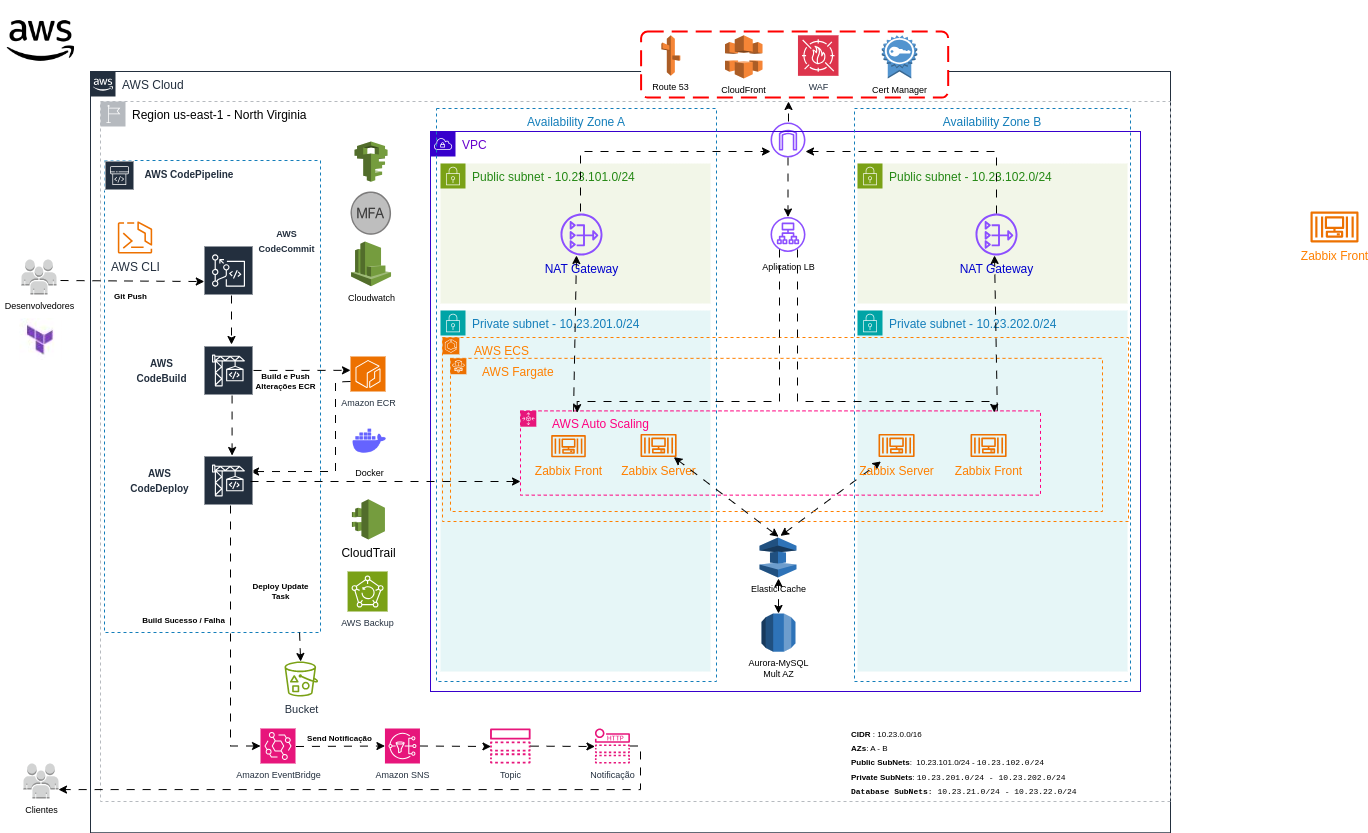 aws
Route 53
CloudFront
WAF
Cert Manager
aws
AWS Cloud
Region us-east-1 - North Virginia
Availability Zone A
Availability Zone B
VPC
AWS CodePipeline
Public subnet - 10.23.101.0/24
Public subnet - 10.23.102.0/24
MFA
AWS
CodeCommit
AWS CLI
NAT Gateway
Aplication LB
NAT Gateway
Zabbix Front
Desenvolvedores
Git Push
Cloudwatch
Private subnet - 10.23.201.0/24
Private subnet - 10.23.202.0/24
AWS ECS
AWS Fargate
AWS
CodeBuild
Build e Push
Alterações ECR
Amazon ECR
AWS Auto Scaling
Zabbix Front
Zabbix Server
Zabbix Server
Zabbix Front
Docker
AWS
CodeDeploy
CloudTrail
Deploy Update
Task
Elastic Cache
AWS Backup
Build Sucesso / Falha
Aurora-MySQL
Mult AZ
Bucket
Send Notificação
HTTP
Amazon EventBridge
Amazon SNS
Topic
Notificação
CIDR : 10.23.0.0/16
AZs: A - B
Public SubNets: 10.23.101.0/24 - 10.23.102.0/24
Private SubNets: 10.23.201.0/24 - 10.23.202.0/24
Database SubNets: 10.23.21.0/24 - 10.23.22.0/24
Clientes